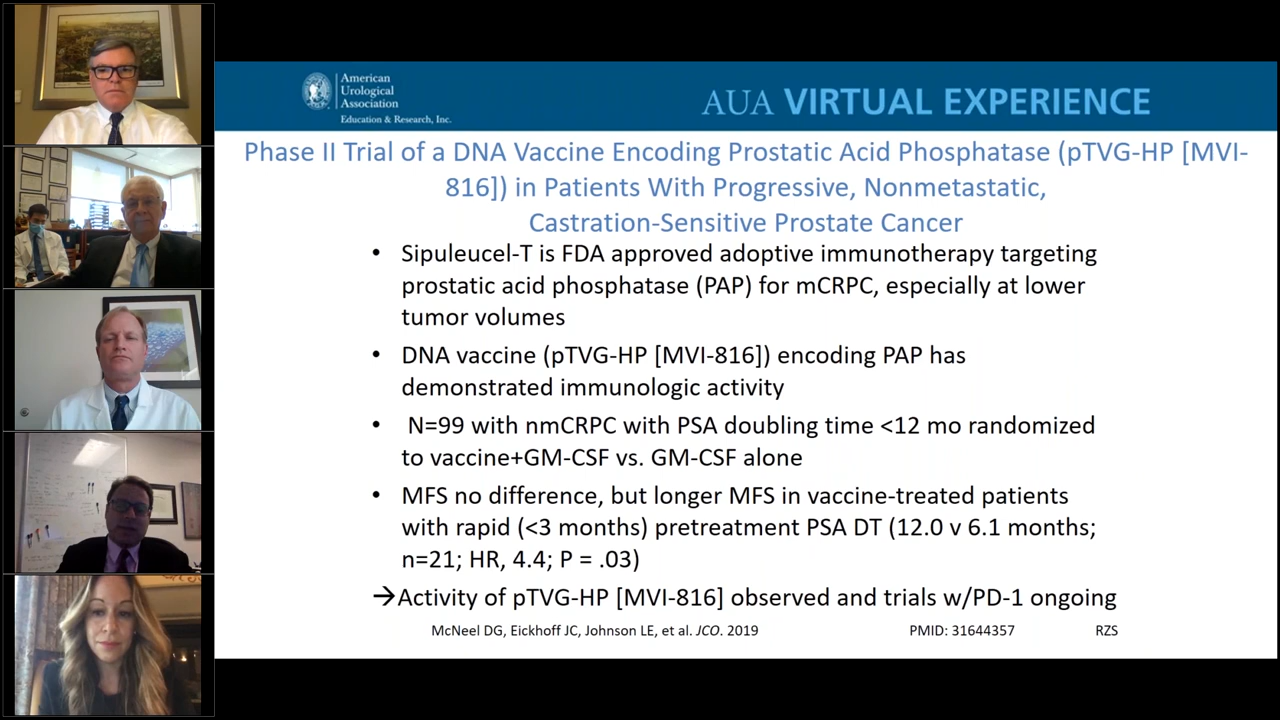 American
Urological
Association
Education & Research, Inc.
AUA VIRTUAL EXPERIENCE
Phase II Trial of a DNA Vaccine Encoding Prostatic Acid Phosphatase (pTVG-HP [MVI-
816]) in Patients With Progressive, Nonmetastatic,
Castration-Sensitive Prostate Cancer
• Sipuleucel-T is FDA approved adoptive immunotherapy targeting
prostatic acid phosphatase (PAP) for mCRPC, especially at lower
tumor volumes
• DNA vaccine (pTVG-HP [MVI-816]) encoding PAP has
demonstrated immunologic activity
• N=99 with nmCRPC with PSA doubling time <12 mo randomized
to vaccine+GM-CSF vs. GM-CSF alone
• MFS no difference, but longer MFS in vaccine-treated patients
with rapid (<3 months) pretreatment PSA DT (12.0 v 6.1 months;
n=21; HR, 4.4; P = .03)
→Activity of pTVG-HP [MVI-816] observed and trials w/PD-1 ongoing
McNeel DG, Eickhoff JC, Johnson LE, et al. JCO. 2019 PMID: 31644357 RZS